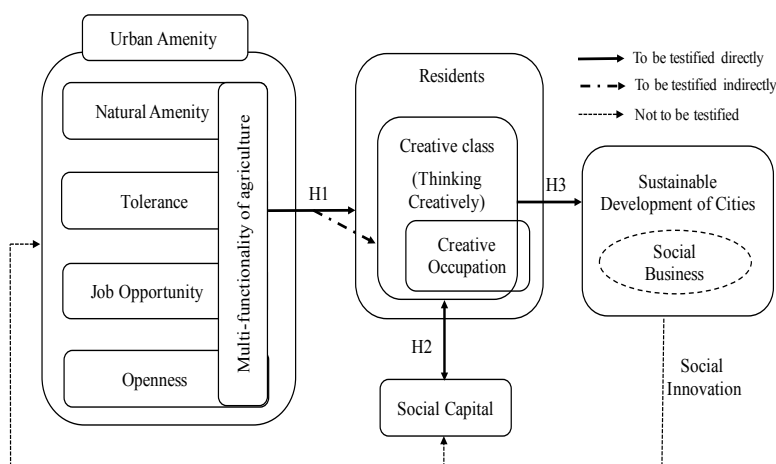 Urban Amenity
Natural Amenity
Tolerance
Job Opportunity
Openness
Multi-functionality of agriculture
H1
Residents
Creative class
(Thinking
Creatively)
Creative
Occupation
H2
Social Capital
H3
To be testified directly
To be testified indirectly
Not to be testified
Sustainable
Development of Cities
Social
Business
Social
Innovation